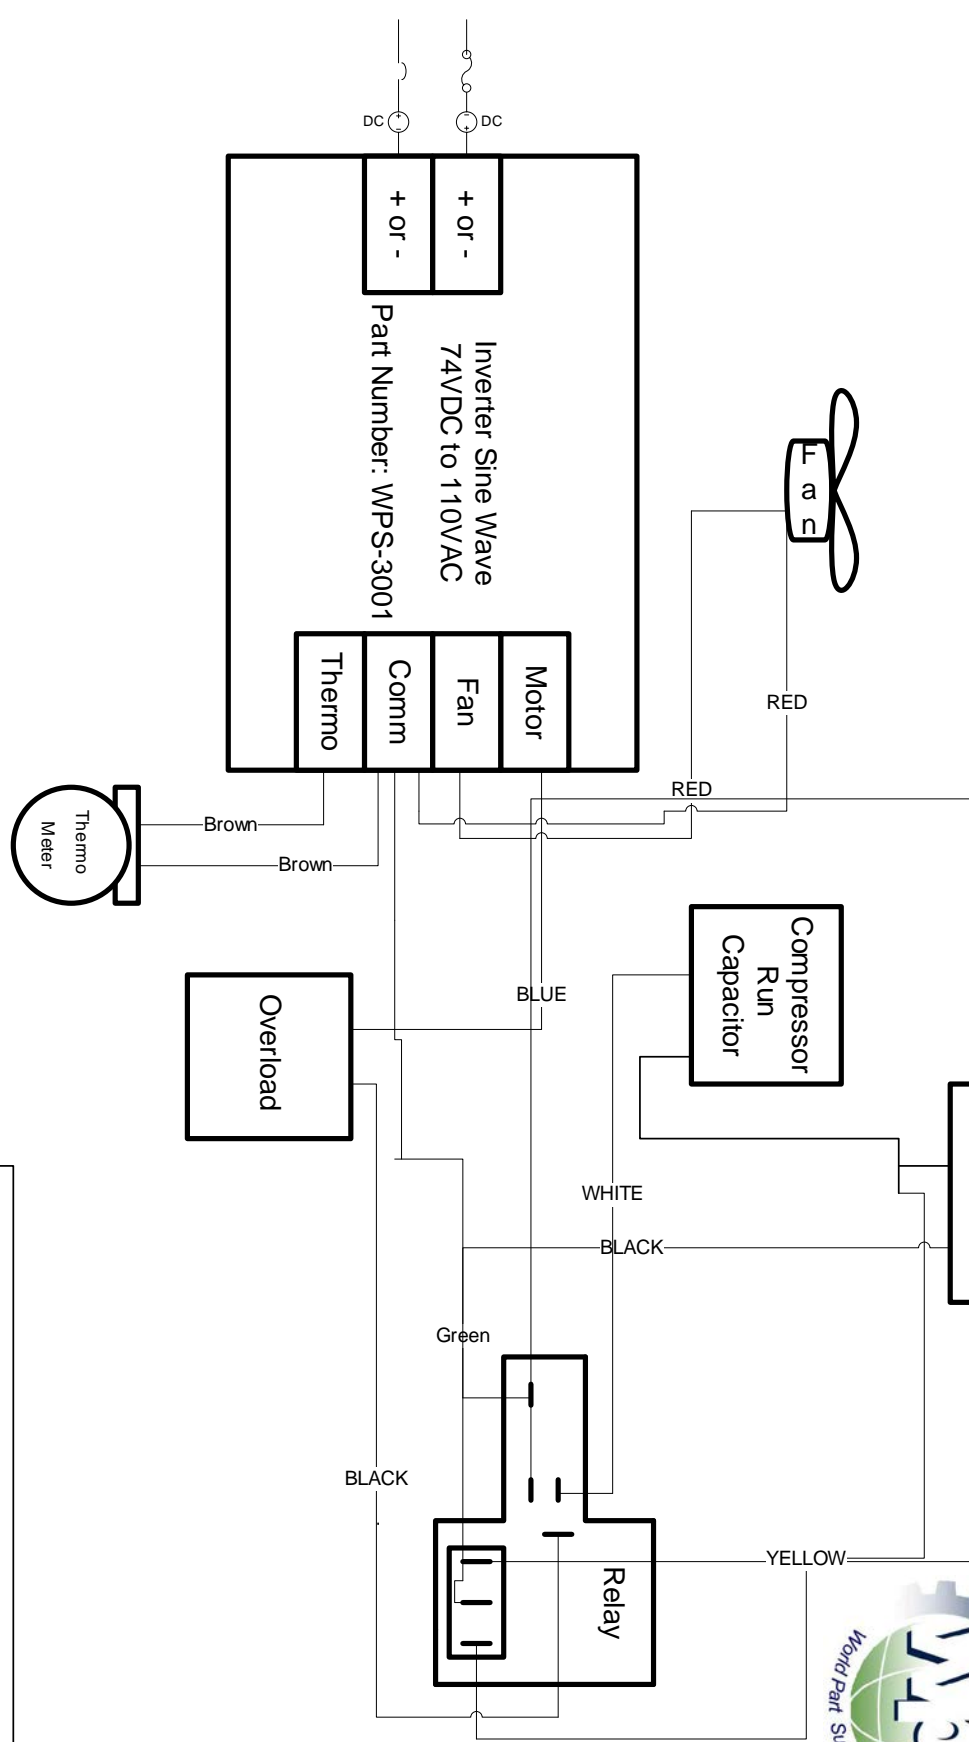 DC
DC
+ or -
+ or -
Inverter Sine Wave
74VDC to 110VAC
Part Number: WPS-3001
Motor
Fan
Comm
Thermo
Fan
RED
RED
Brown
Brown
Thermo
Meter
Compressor
Run
Capacitor
BLUE
Overload
WHITE
BLACK
Green
BLACK
YELLOW
Relay
World Part